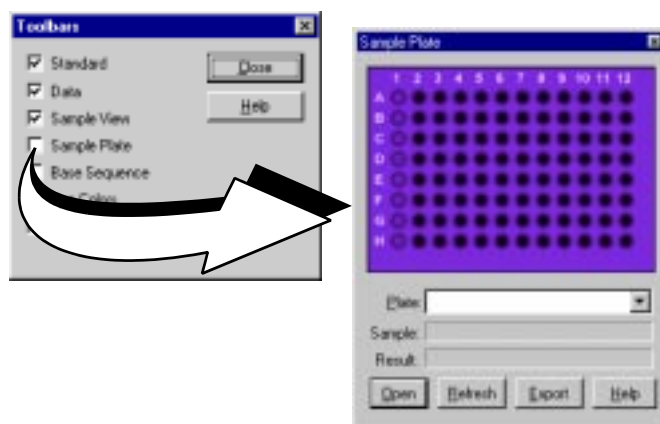 Toolbars
Standard
Data
Sample View
Sample Plate
Base Sequence
Colors
Close
Help
Sample Plate
1 2 3 4 5 6 7 8 9 10 11 12
A
B
C
D
E
F
G
H
Plate:
Sample:
Result:
Open Refresh Export Help